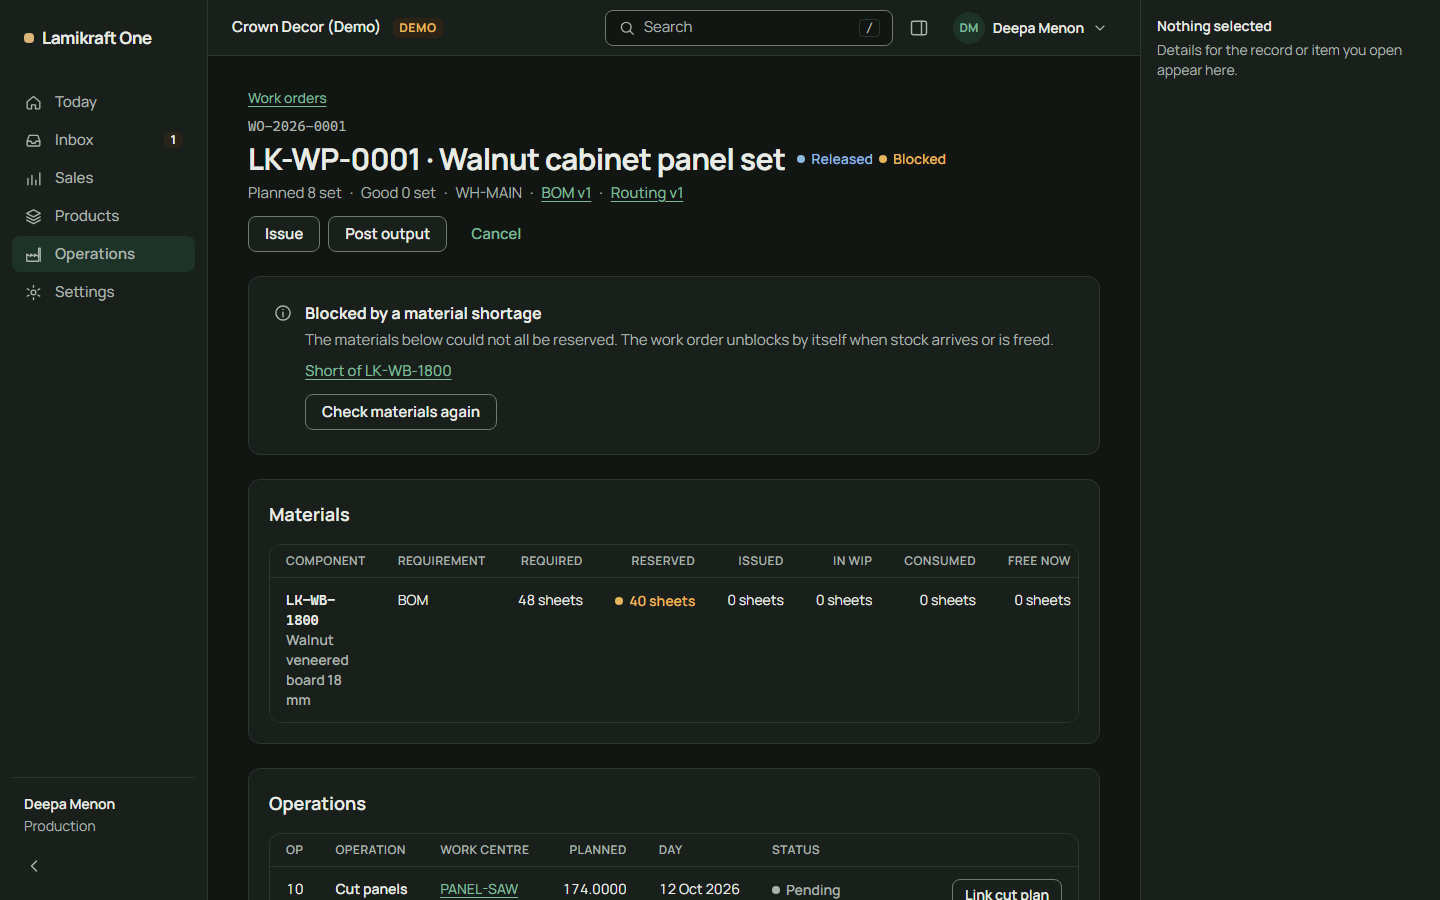 Lamikraft One
Today
Inbox 1
Sales
Products
Operations
Settings
Deepa Menon
Production
Crown Decor (Demo) DEMO
Search /
DM Deepa Menon
Work orders
WO-2026-0001
LK-WP-0001 · Walnut cabinet panel set Released Blocked
Planned 8 set · Good 0 set · WH-MAIN · BOM v1 · Routing v1
Issue Post output Cancel
Blocked by a material shortage
The materials below could not all be reserved. The work order unblocks by itself when stock arrives or is freed.
Short of LK-WB-1800
Check materials again
Materials
COMPONENT REQUIREMENT REQUIRED RESERVED ISSUED IN WIP CONSUMED FREE NOW
LK-WB- BOM 48 sheets 40 sheets 0 sheets 0 sheets 0 sheets 0 sheets
1800
Walnut
veneered
board 18
mm
Operations
OP OPERATION WORK CENTRE PLANNED DAY STATUS
10 Cut panels PANEL-SAW 174.0000 12 Oct 2026 Pending Link cut plan
Nothing selected
Details for the record or item you open
appear here.